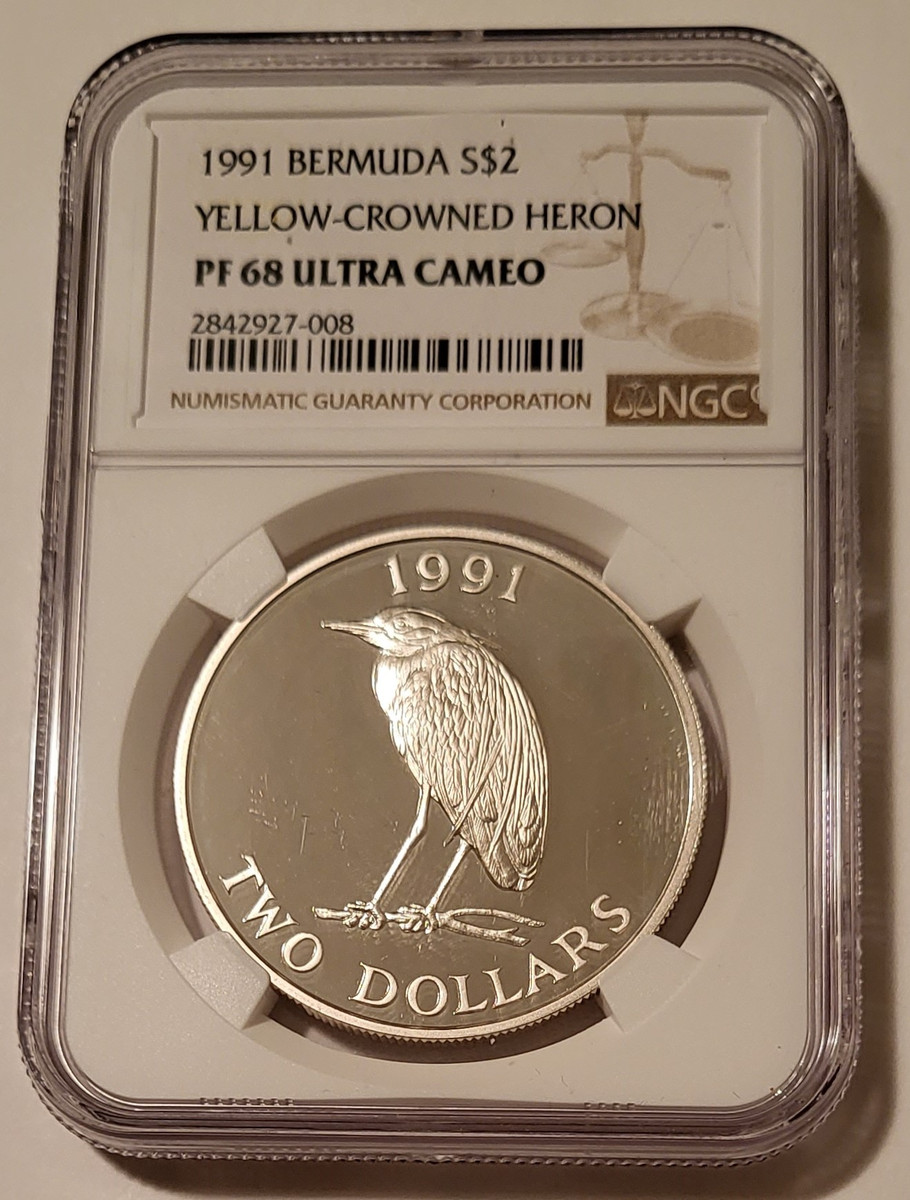 1991 BERMUDA S$2
YELLOW-CROWNED HERON
PF 68 ULTRA CAMEO
2842927-008
NUMISMATIC GUARANTY CORPORATION
NGC
1991
TWO DOLLARS